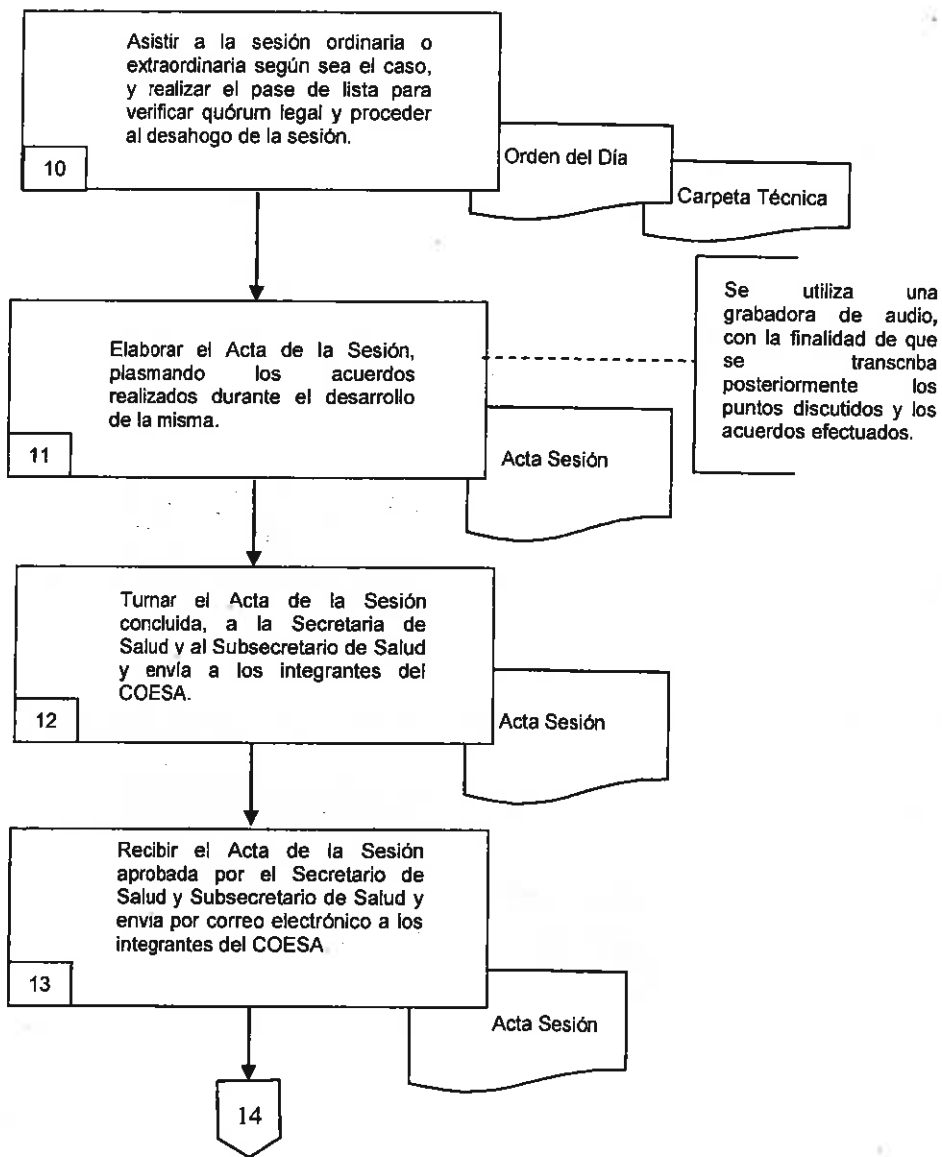 Asistir a la sesión ordinaria o
extraordinaria según sea el caso,
y realizar el pase de lista para
verificar quórum legal y proceder
al desahogo de la sesión.
10
Orden del Día
Carpeta Técnica
Elaborar el Acta de la Sesión,
plasmando los acuerdos
realizados durante el desarrollo
de la misma.
11
Se utiliza una
grabadora de audio,
con la finalidad de que
se transcriba
posteriormente los
puntos discutidos y los
acuerdos efectuados.
Acta Sesión
Turnar el Acta de la Sesión
concluida, a la Secretaria de
Salud y al Subsecretario de Salud
y envía a los integrantes del
COESA.
12
Acta Sesión
Recibir el Acta de la Sesión
aprobada por el Secretario de
Salud y Subsecretario de Salud y
envia por correo electrónico a los
integrantes del COESA
13
Acta Sesión
14